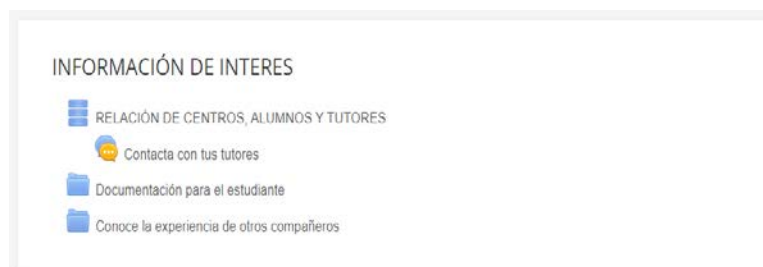 INFORMACIÓN DE INTERES
RELACIÓN DE CENTROS, ALUMNOS Y TUTORES
Contacta con tus tutores
Documentación para el estudiante
Conoce la experiencia de otros compañeros